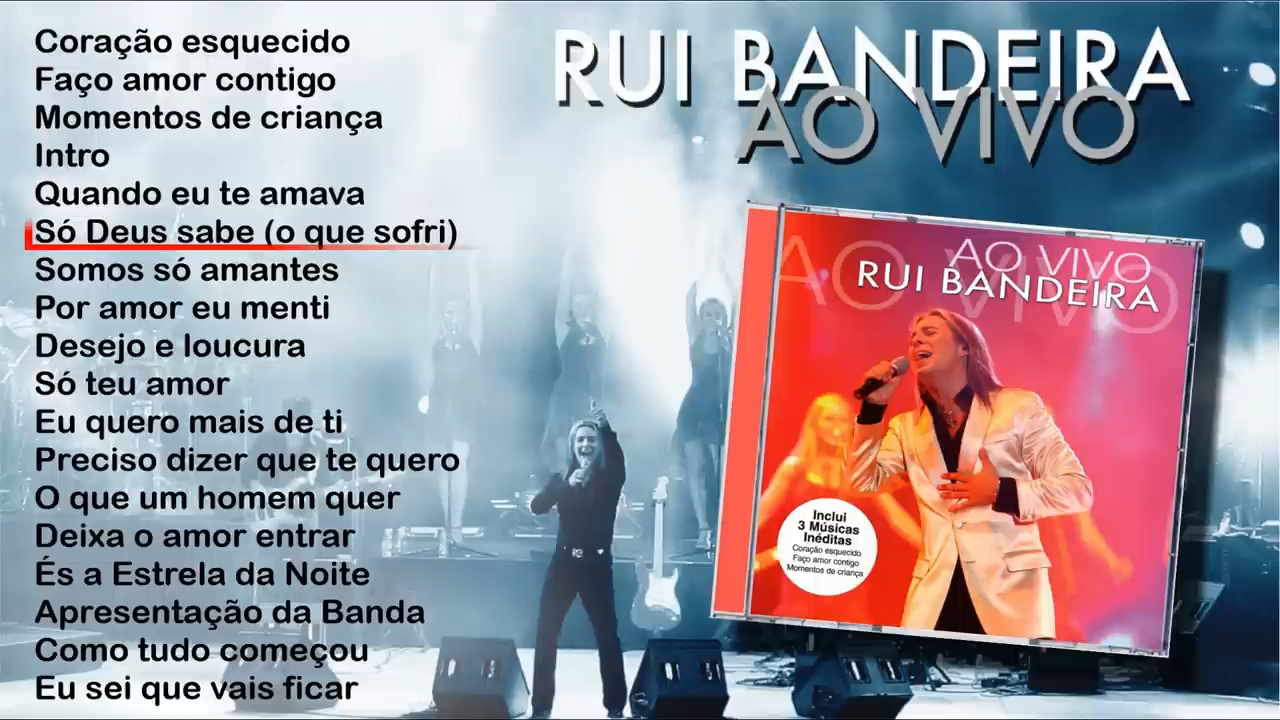 Coração esquecido
Faço amor contigo
Momentos de criança
Intro
Quando eu te amava
Só Deus sabe (o que sofri)
Somos só amantes
Por amor eu menti
Desejo e loucura
Só teu amor
Eu quero mais de ti
Preciso dizer que te quero
O que um homem quer
Deixa o amor entrar
És a Estrela da Noite
Apresentação da Banda
Como tudo começou
Eu sei que vais ficar
RUI BANDEIRA
AO VIVO
AO VIVO
AO VIVO
RUI BANDEIRA
Inclui
3 Músicas
Inéditas
Coração esquecido
Faço amor contigo
Momentos de criança